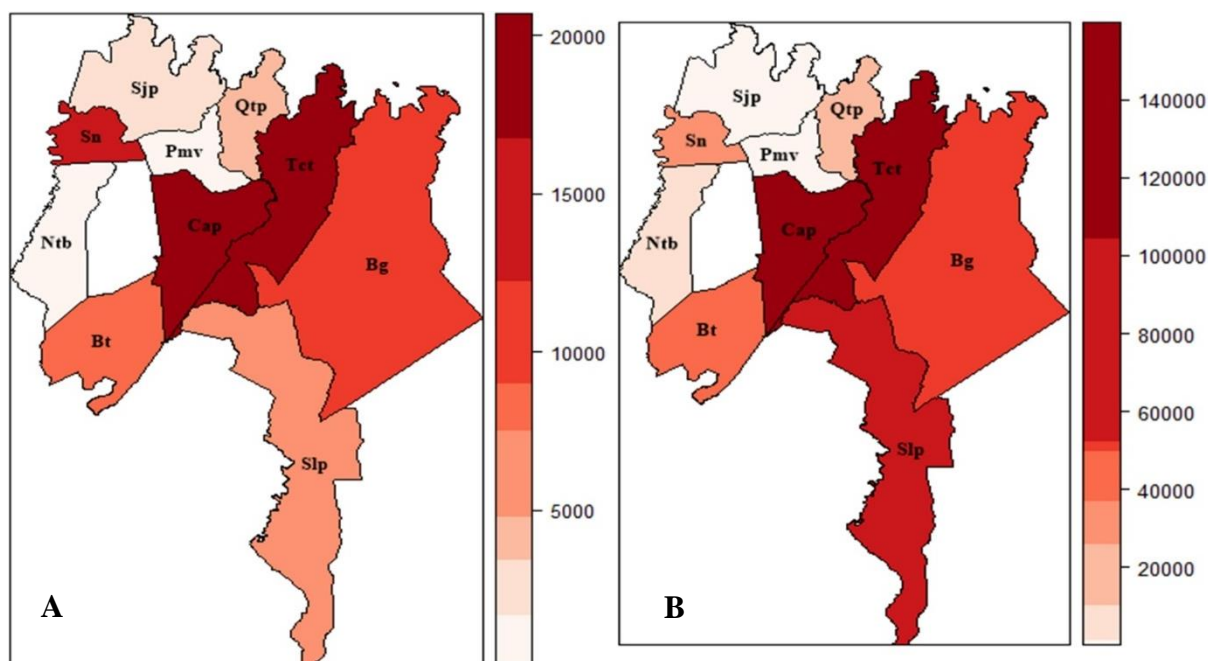 Sjp
Qtp
Sn
Pmv
Tct
Cap
Ntb
Bg
Bt
Slp
A
20000
15000
10000
5000
Sjp
Qtp
Sn
Pmv
Tct
Cap
Ntb
Bg
Bt
Slp
B
140000
120000
100000
80000
60000
40000
20000